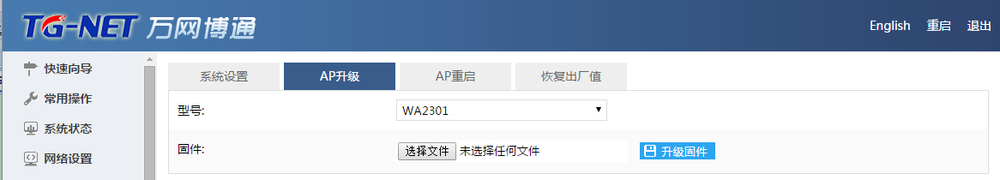 TG-NET 万网博通
English 重启 退出
快速向导
常用操作
系统状态
网络设置
系统设置 AP升级 AP重启 恢复出厂值
型号: WA2301
固件: 选择文件 未选择任何文件 升级固件